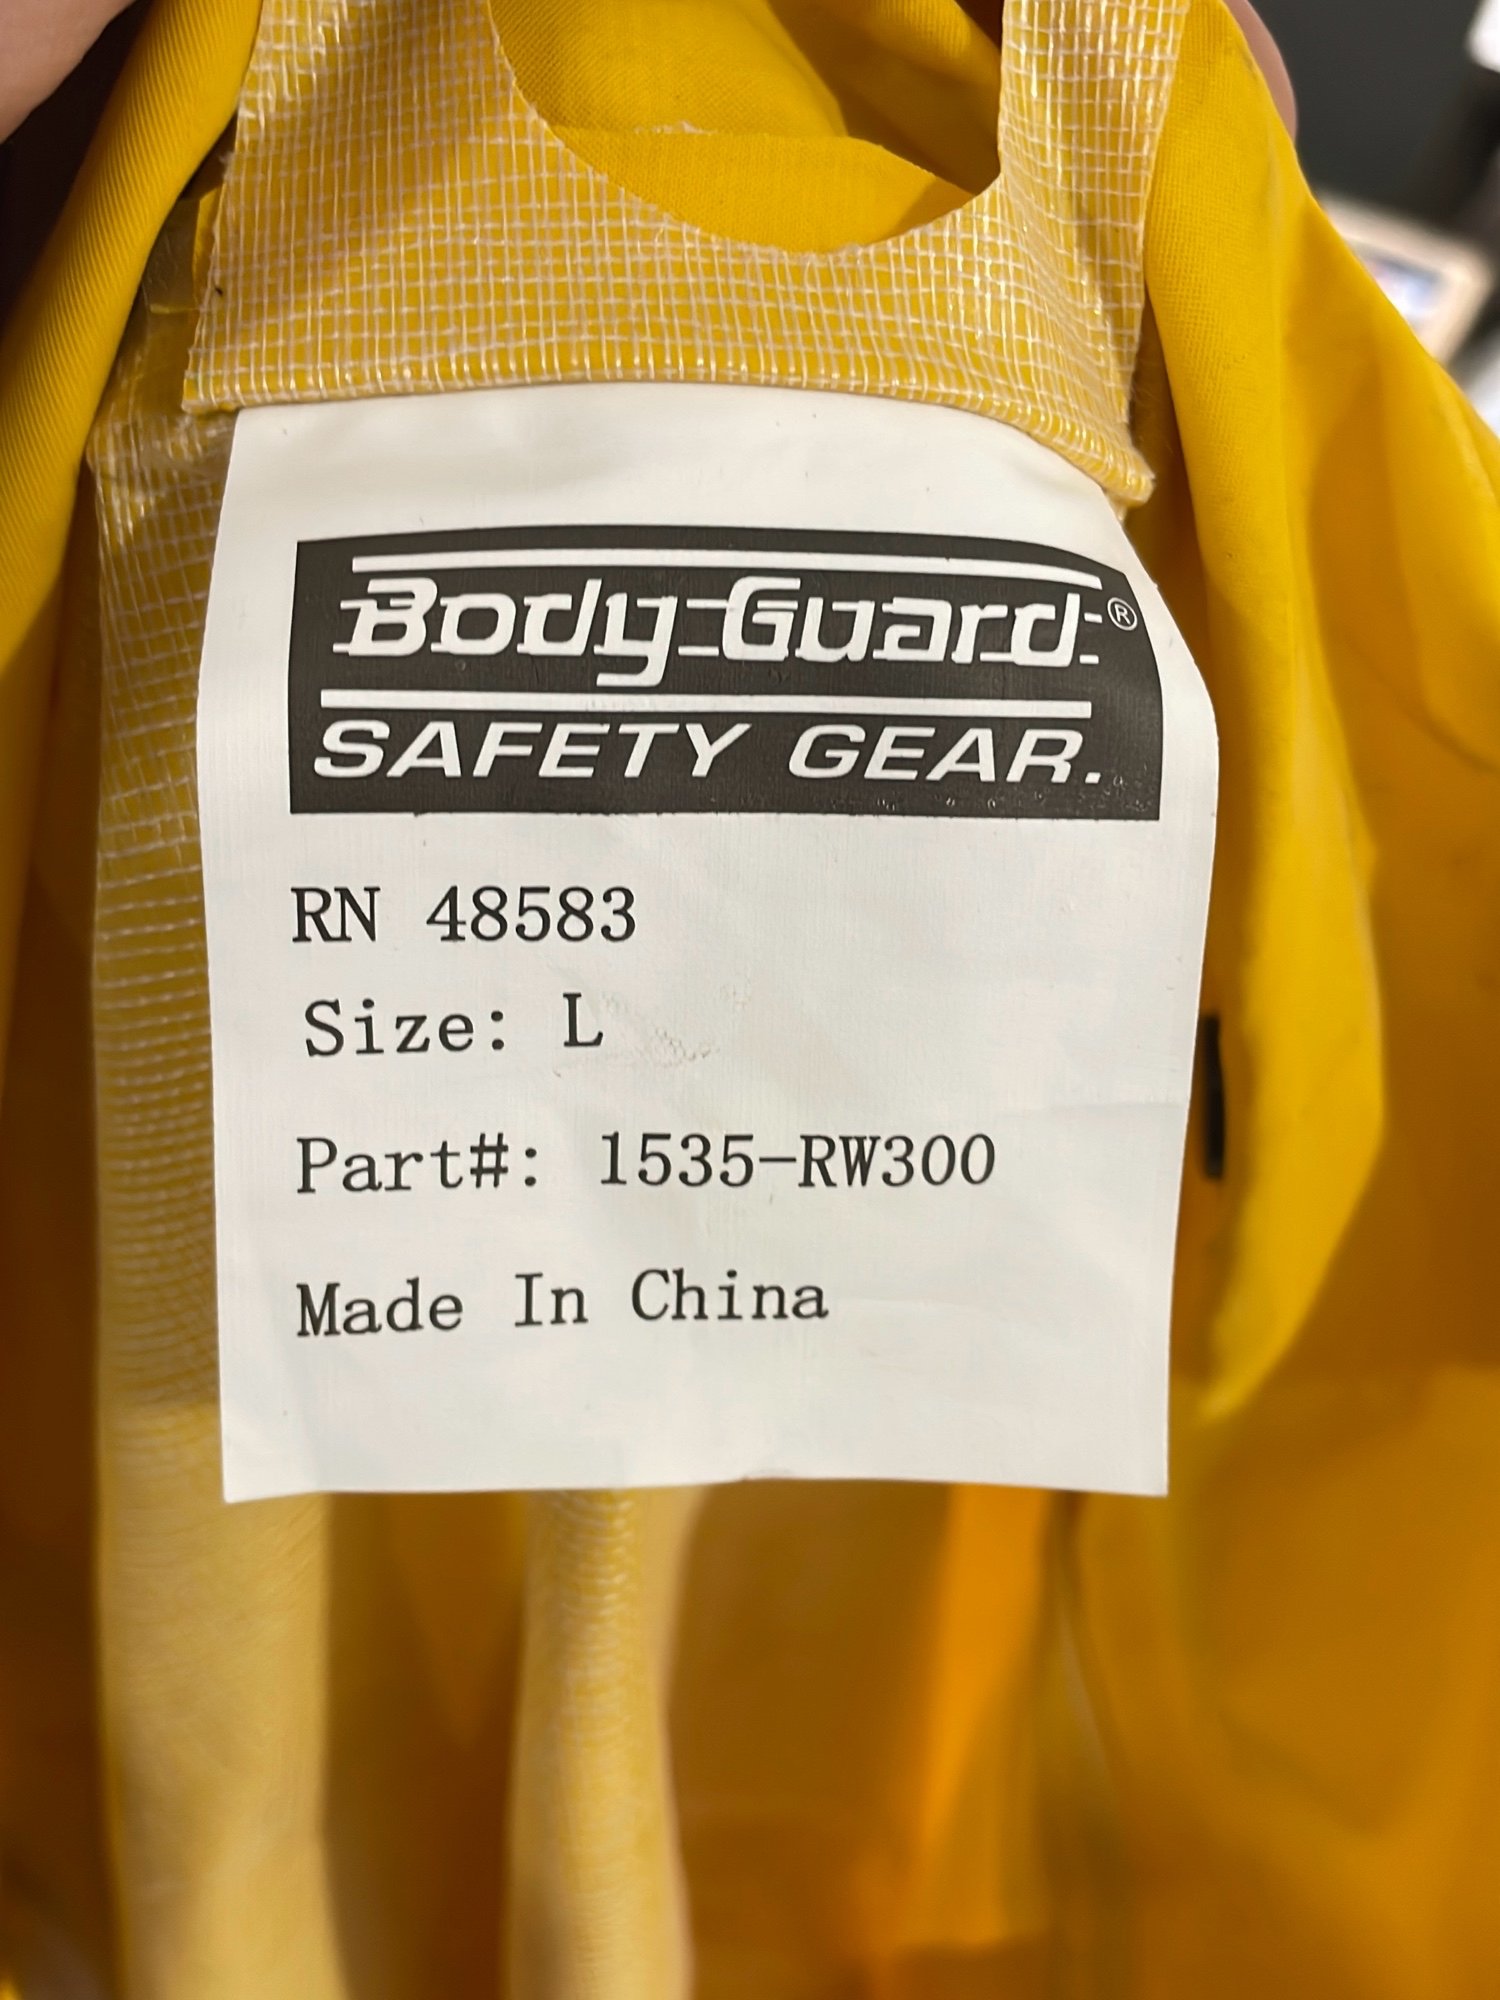 Body-Guard®
SAFETY GEAR.
RN 48583
Size: L
Part#: 1535-RW300
Made In China